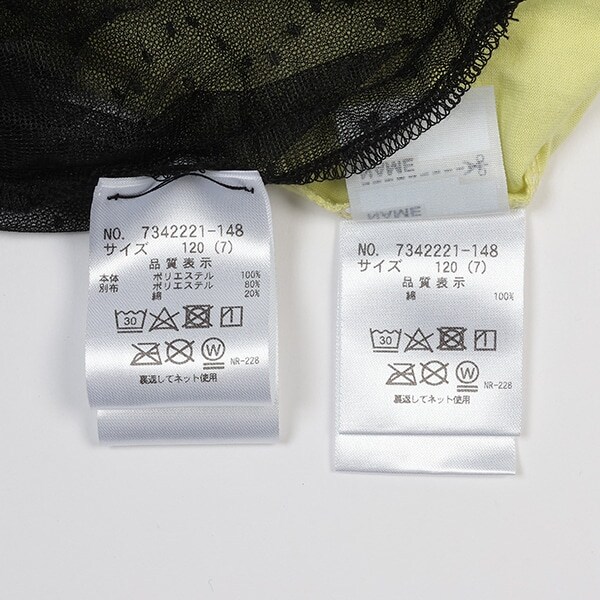 NO. 7342221-148
サイズ 120 (7)
品質表示
本体 ポリエステル 100%
別布 ポリエステル 80%
綿 20%
30
W
NR-228
裏返してネット使用
NAME
NAME
NO. 7342221-148
サイズ 120 (7)
品質表示
綿 100%
30
W
NR-228
裏返してネット使用